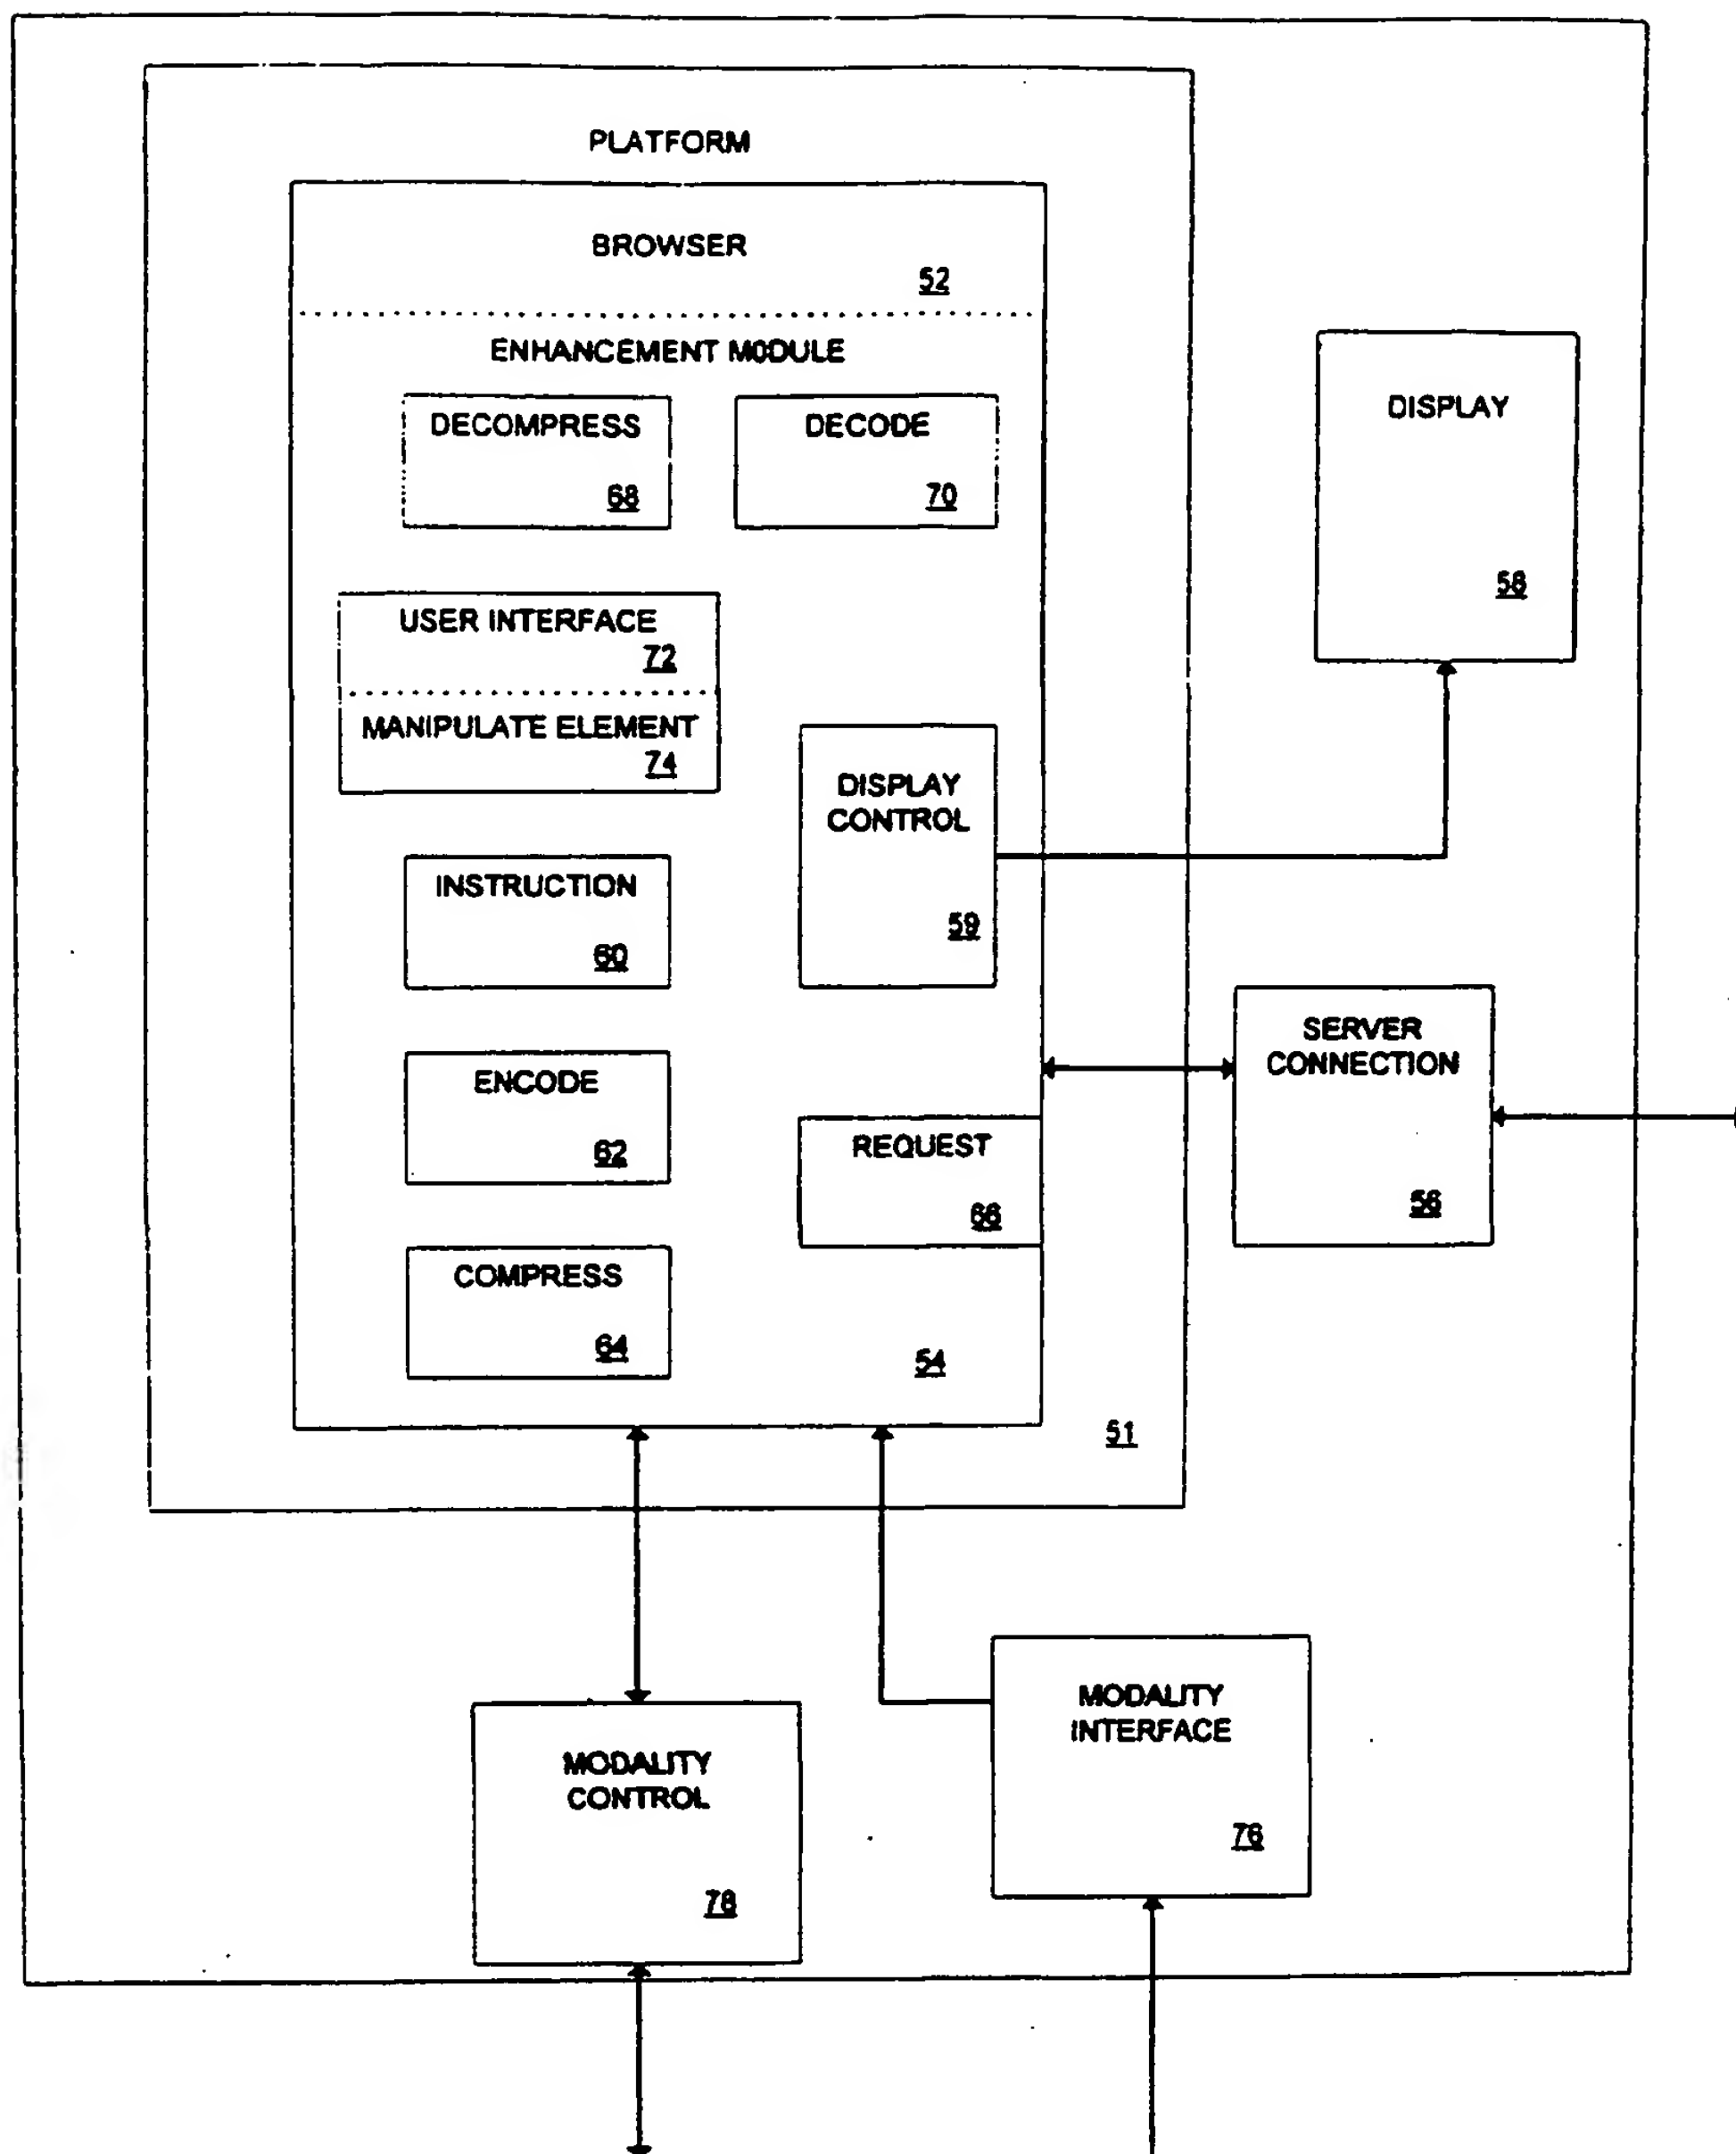 PLATFORM
BROWSER
52
ENHANCEMENT MODULE
DECOMPRESS
68
DECODE
70
DISPLAY
58
USER INTERFACE
72
MANIPULATE ELEMENT
74
DISPLAY
CONTROL
59
INSTRUCTION
60
SERVER
CONNECTION
56
ENCODE
62
REQUEST
66
COMPRESS
64
54
51
MODALITY
INTERFACE
76
MODALITY
CONTROL
78